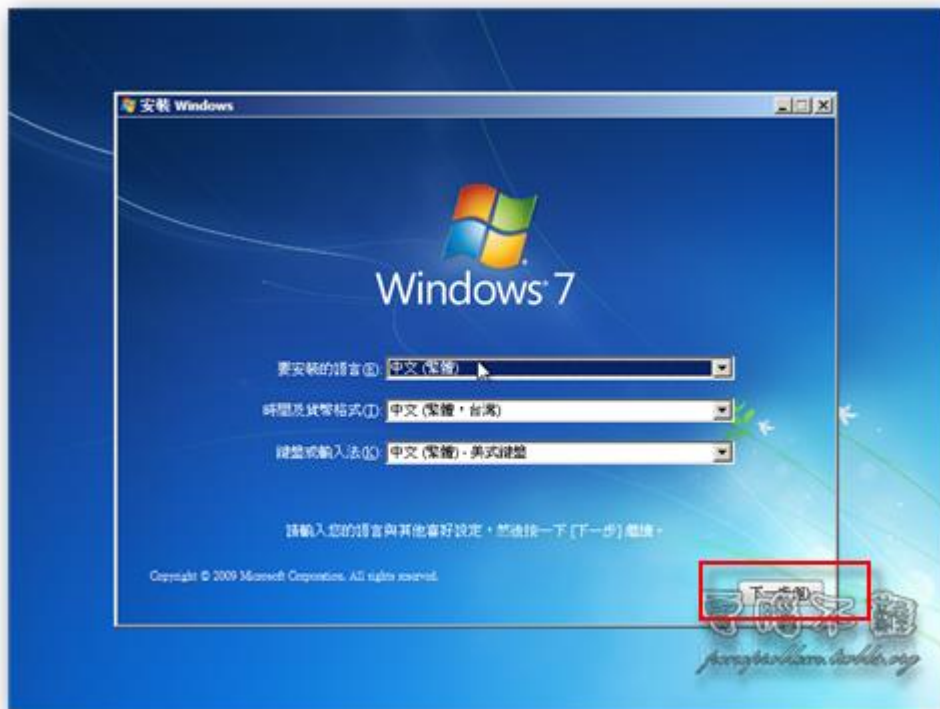 安裝 Windows
Windows 7
要安裝的語言(E): 中文 (繁體)
時間及貨幣格式(T): 中文 (繁體，台灣)
鍵盤或輸入法(K): 中文 (繁體) - 美式鍵盤
請輸入您的語言與其他喜好設定，然後按一下 [下一步] 繼續。
Copyright © 2009 Microsoft Corporation. All rights reserved.
下一步(N)